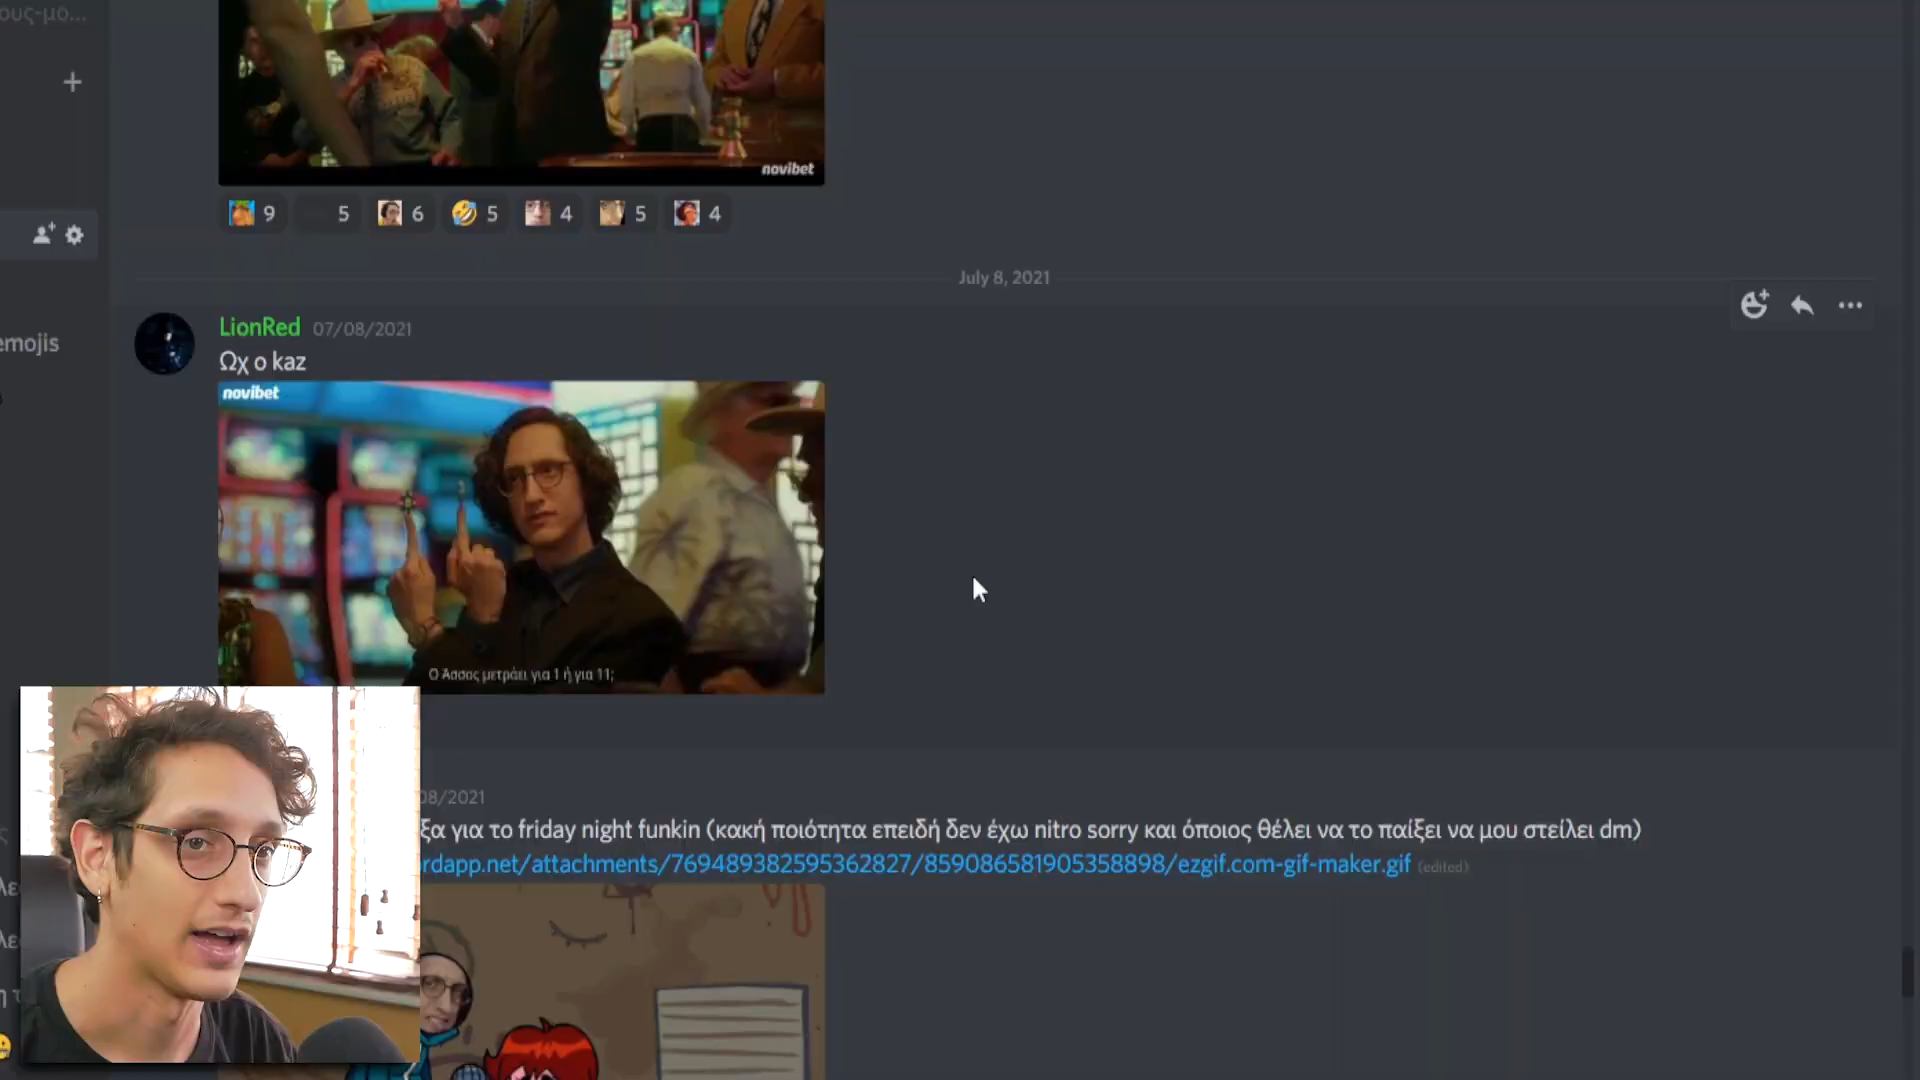 ους-μο...
novibet
9 5 6 5 4 5 4
July 8, 2021
LionRed 07/08/2021
Ωχ ο kaz
novibet
emojis
Ο Άσσος μετράει για 1 ή για 11;
08/2021
ξα για το friday night funkin (κακή ποιότητα επειδή δεν έχω nitro sorry και όποιος θέλει να το παίξει να μου στείλει dm)
ordapp.net/attachments/769489382595362827/859086581905358898/ezgif.com-gif-maker.gif (edited)